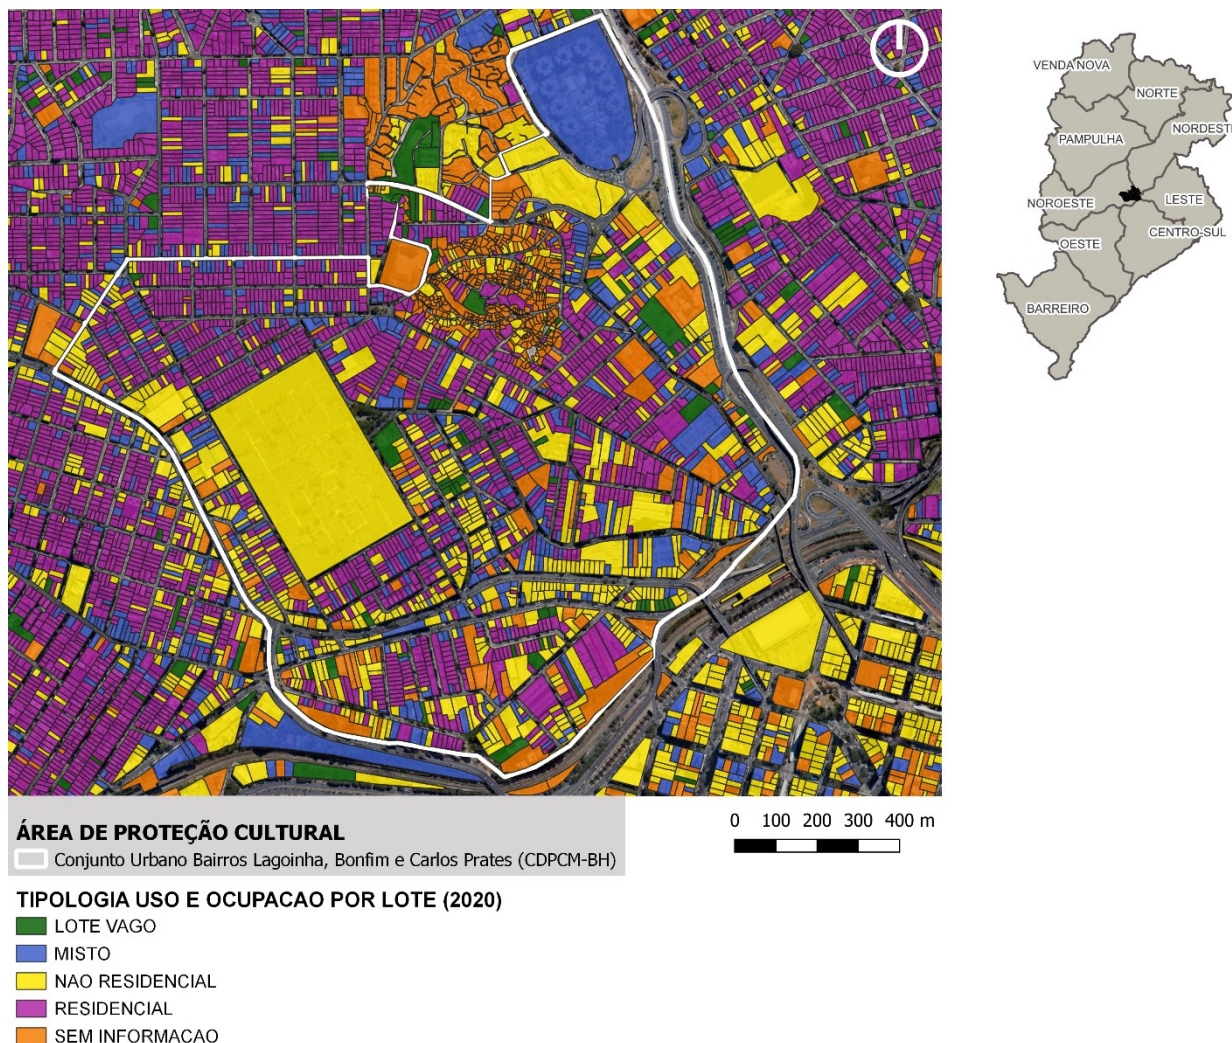 VENDA NOVA
NORTE
NORDESTE
PAMPULHA
NOROESTE
LESTE
CENTRO-SUL
OESTE
BARREIRO
ÁREA DE PROTEÇÃO CULTURAL
Conjunto Urbano Bairros Lagoinha, Bonfim e Carlos Prates (CDPCM-BH)
0 100 200 300 400 m
TIPOLOGIA USO E OCUPACAO POR LOTE (2020)
LOTE VAGO
MISTO
NAO RESIDENCIAL
RESIDENCIAL
SEM INFORMACAO